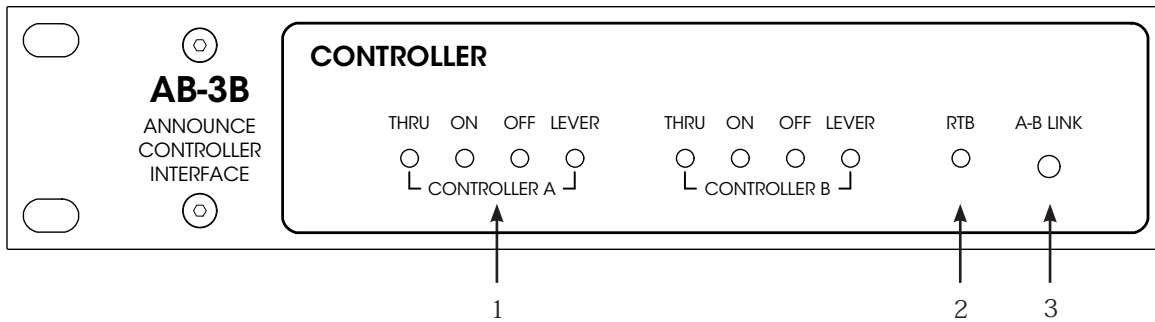 CONTROLLER
AB-3B
ANNOUNCE
CONTROLLER
INTERFACE
THRU ON OFF LEVER THRU ON OFF LEVER RTB A-B LINK
CONTROLLER A CONTROLLER B
1 2 3